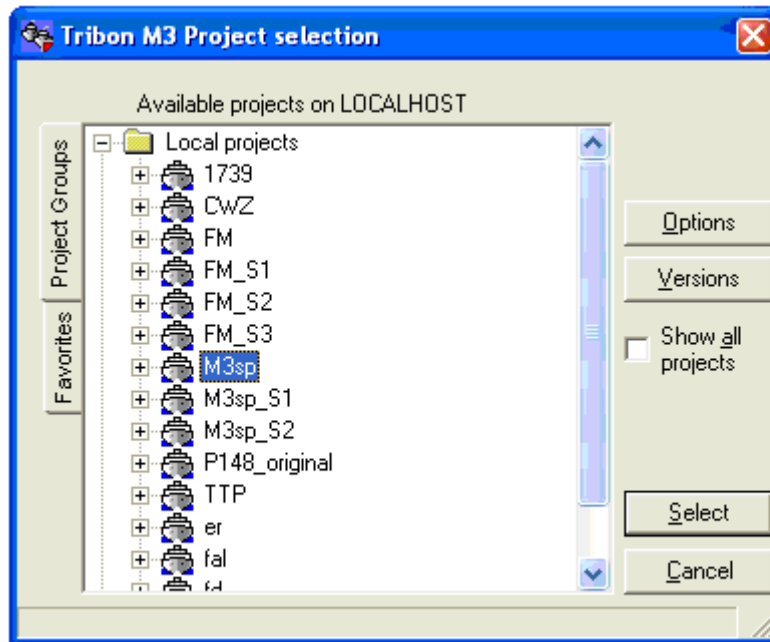 Tribon M3 Project selection
Available projects on LOCALHOST
Project Groups
Favorites
Local projects
1739
CWZ
FM
FM_S1
FM_S2
FM_S3
M3sp
M3sp_S1
M3sp_S2
P148_original
TTP
er
fal
Options
Versions
Show all
projects
Select
Cancel